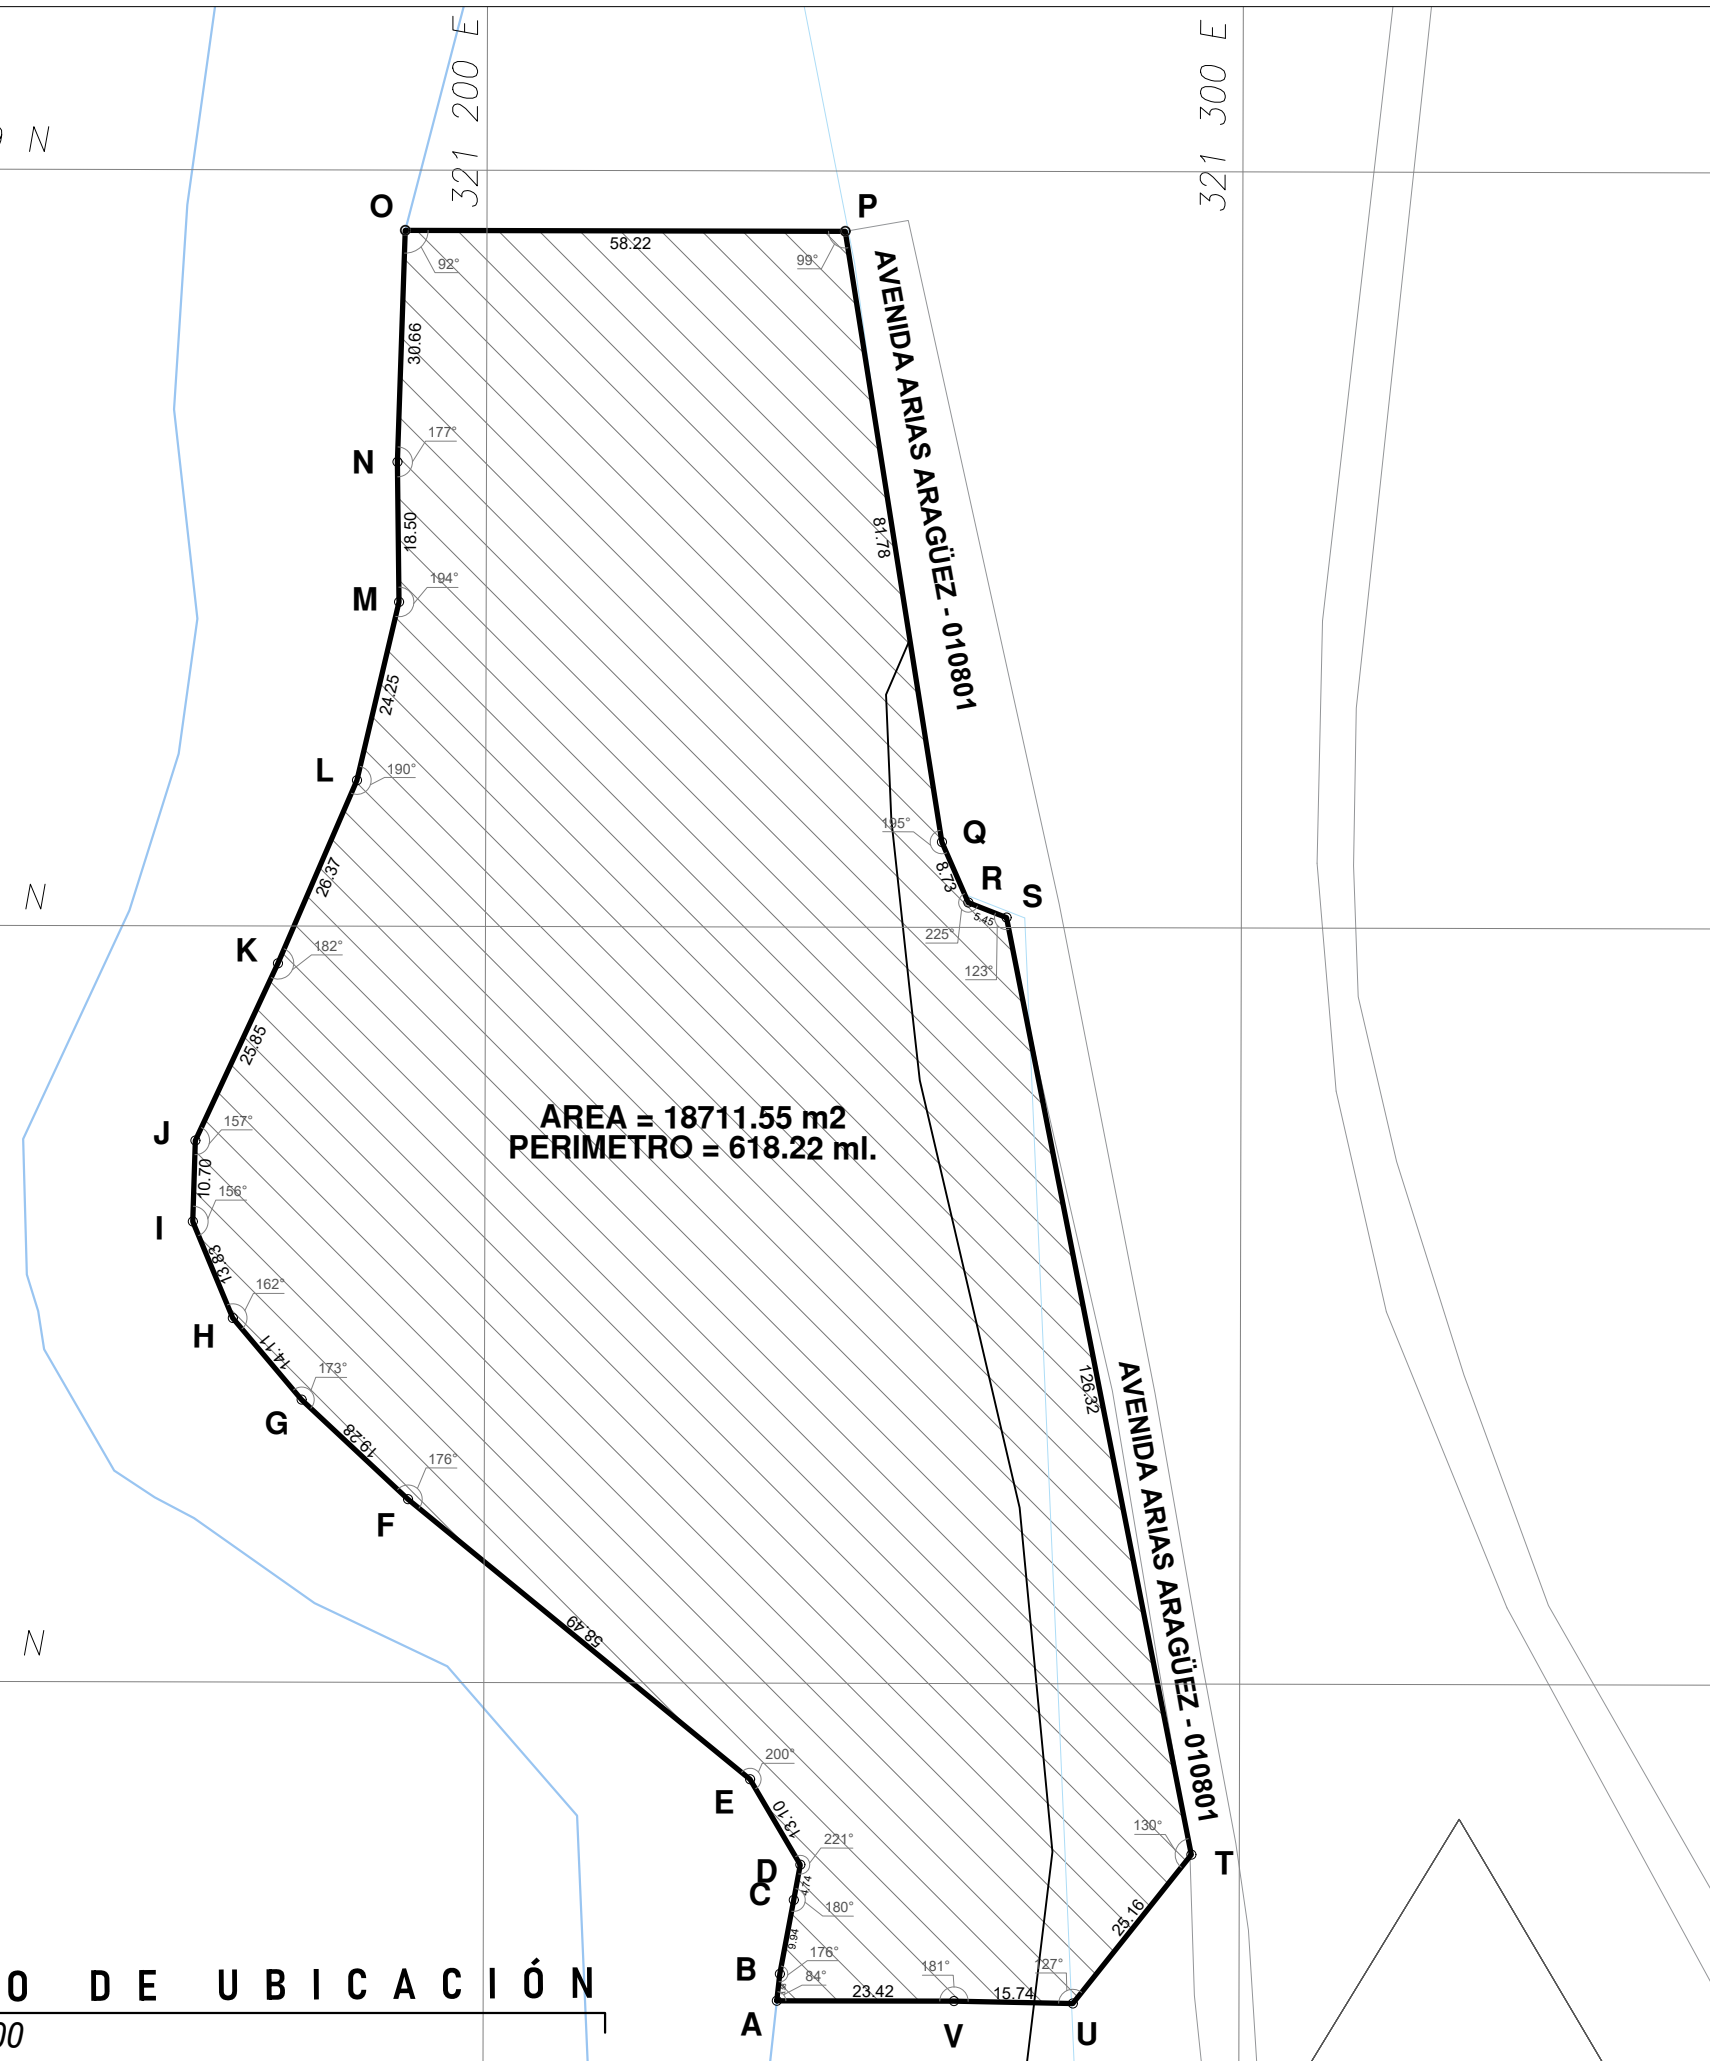 321 200 E
321 300 E
N
O
P
58.22
92°
99°
30.66
AVENIDA ARIAS ARAGÜEZ - 010801
177°
N
81.78
18.50
194°
M
24.25
190°
L
195°
Q
8.73
R
S
26.37
5.45
N
225°
K
182°
123°
25.85
AREA = 18711.55 m2
PERIMETRO = 618.22 ml.
157°
J
10.70
156°
I
13.83
162°
H
14.11
173°
G
19.28
126.32
AVENIDA ARIAS ARAGÜEZ - 010801
176°
F
58.49
N
200°
E
13.10
130°
221°
D
T
4.74
C
180°
25.16
9.94
176°
B
181°
127°
84°
23.42
15.74
A
V
U
O DE UBICACIÓN
00